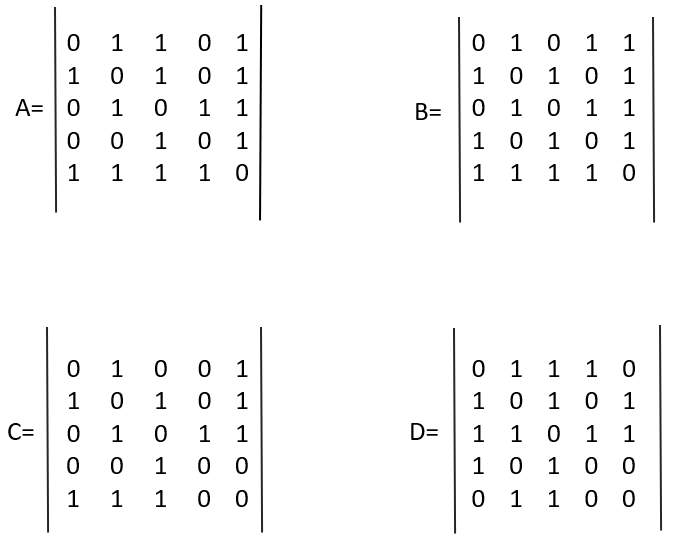 A=
0 1 1 0 1
1 0 1 0 1
0 1 0 1 1
0 0 1 0 1
1 1 1 1 0
B=
0 1 0 1 1
1 0 1 0 1
0 1 0 1 1
1 0 1 0 1
1 1 1 1 0
C=
0 1 0 0 1
1 0 1 0 1
0 1 0 1 1
0 0 1 0 0
1 1 1 0 0
D=
0 1 1 1 0
1 0 1 0 1
1 1 0 1 1
1 0 1 0 0
0 1 1 0 0